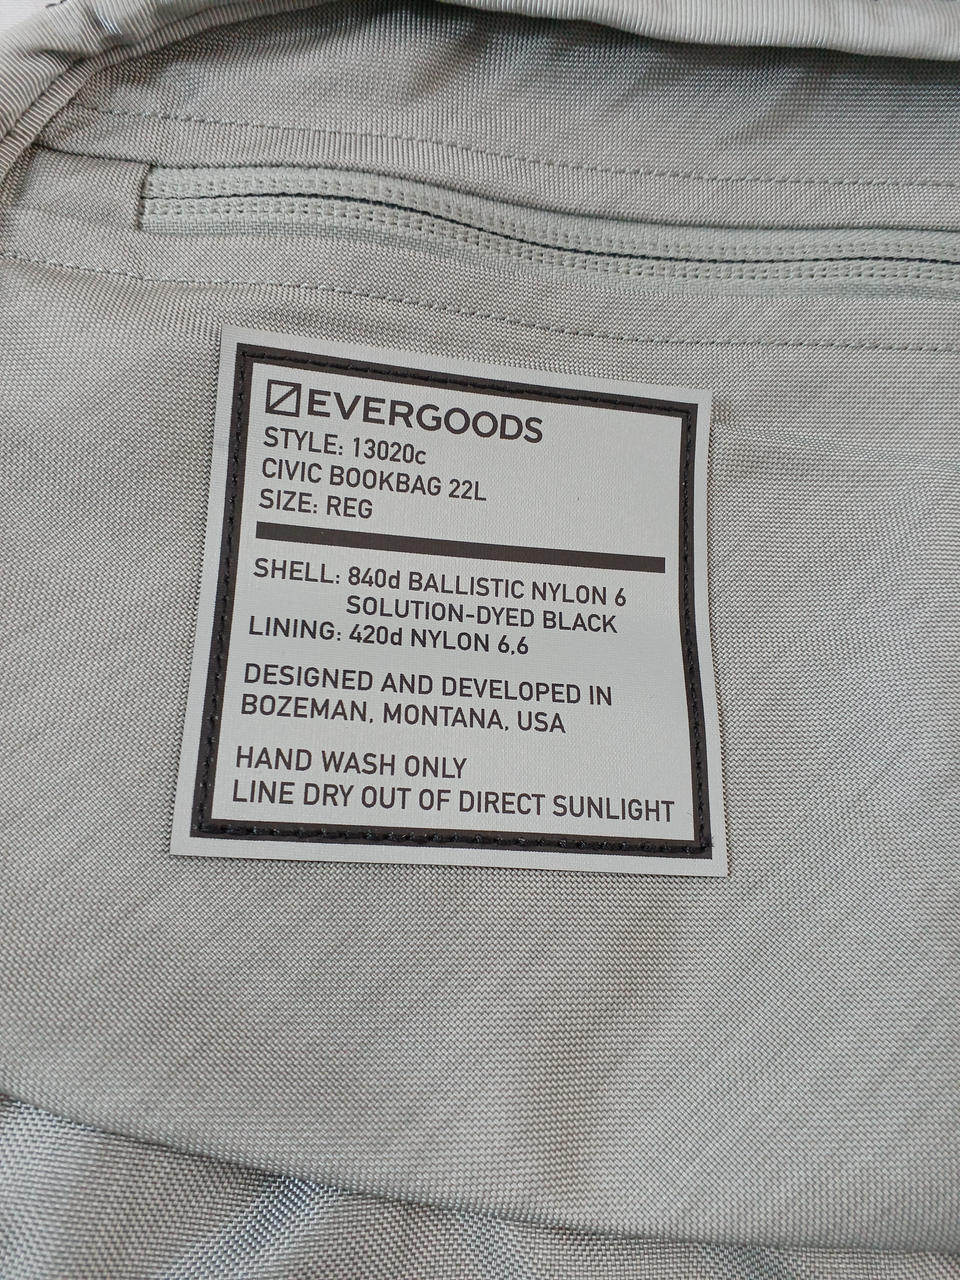 EVERGOODS
STYLE: 13020c
CIVIC BOOKBAG 22L
SIZE: REG
SHELL: 840d BALLISTIC NYLON 6
SOLUTION-DYED BLACK
LINING: 420d NYLON 6,6
DESIGNED AND DEVELOPED IN
BOZEMAN, MONTANA, USA
HAND WASH ONLY
LINE DRY OUT OF DIRECT SUNLIGHT